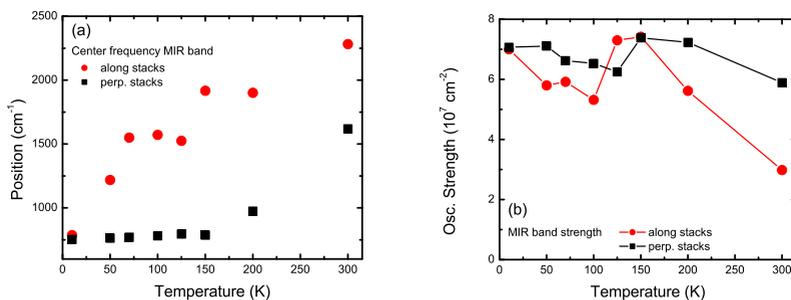 (a)
Center frequency MIR band
along stacks
perp. stacks
2500
2000
1500
1000
0
50
100
150
200
250
300
Position (cm⁻¹)
Temperature (K)
8
6
4
2
0
0
50
100
150
200
250
300
Osc. Strength (10⁷ cm⁻²)
(b)
MIR band strength
along stacks
perp. stacks
Temperature (K)